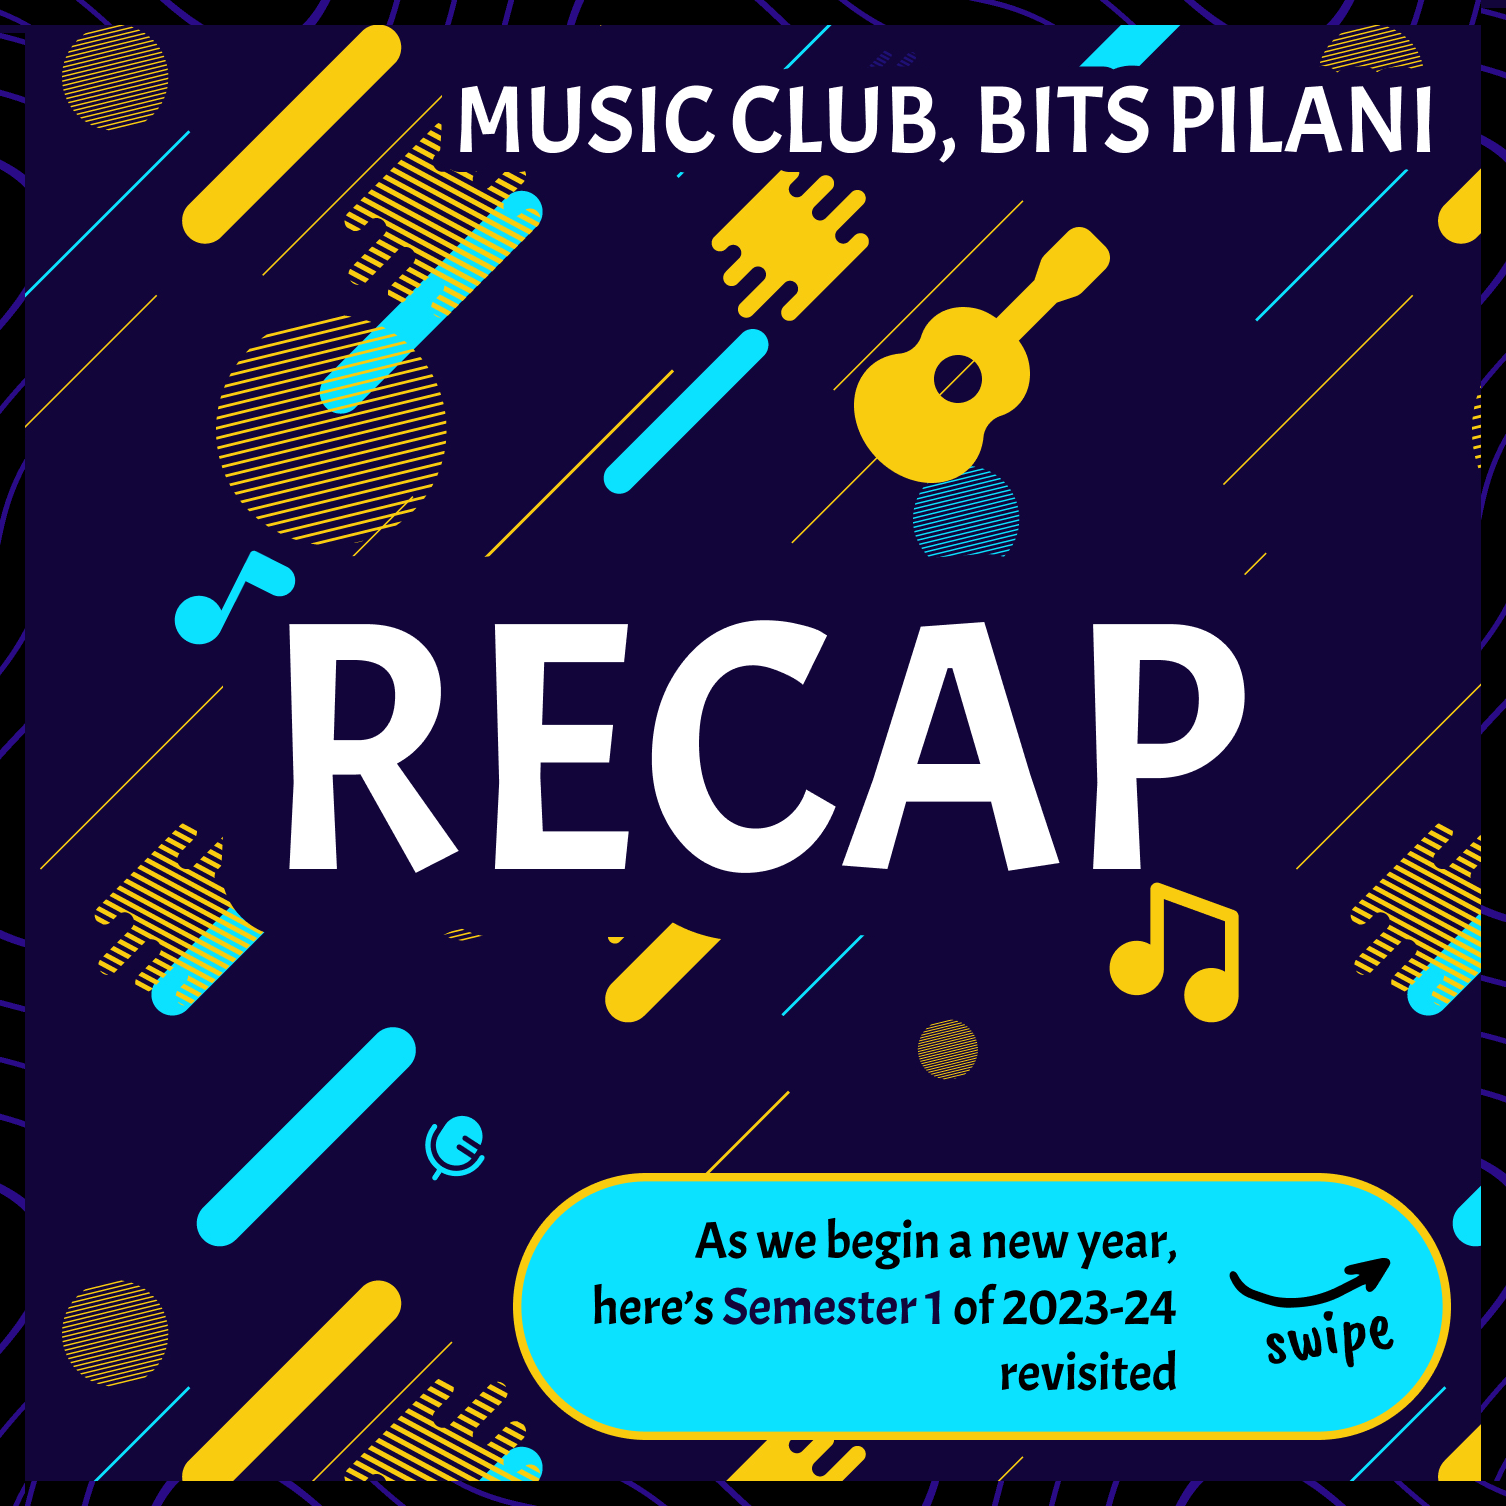 MUSIC CLUB, BITS PILANI
RECAP
As we begin a new year,
here’s Semester 1 of 2023-24
revisited
swipe